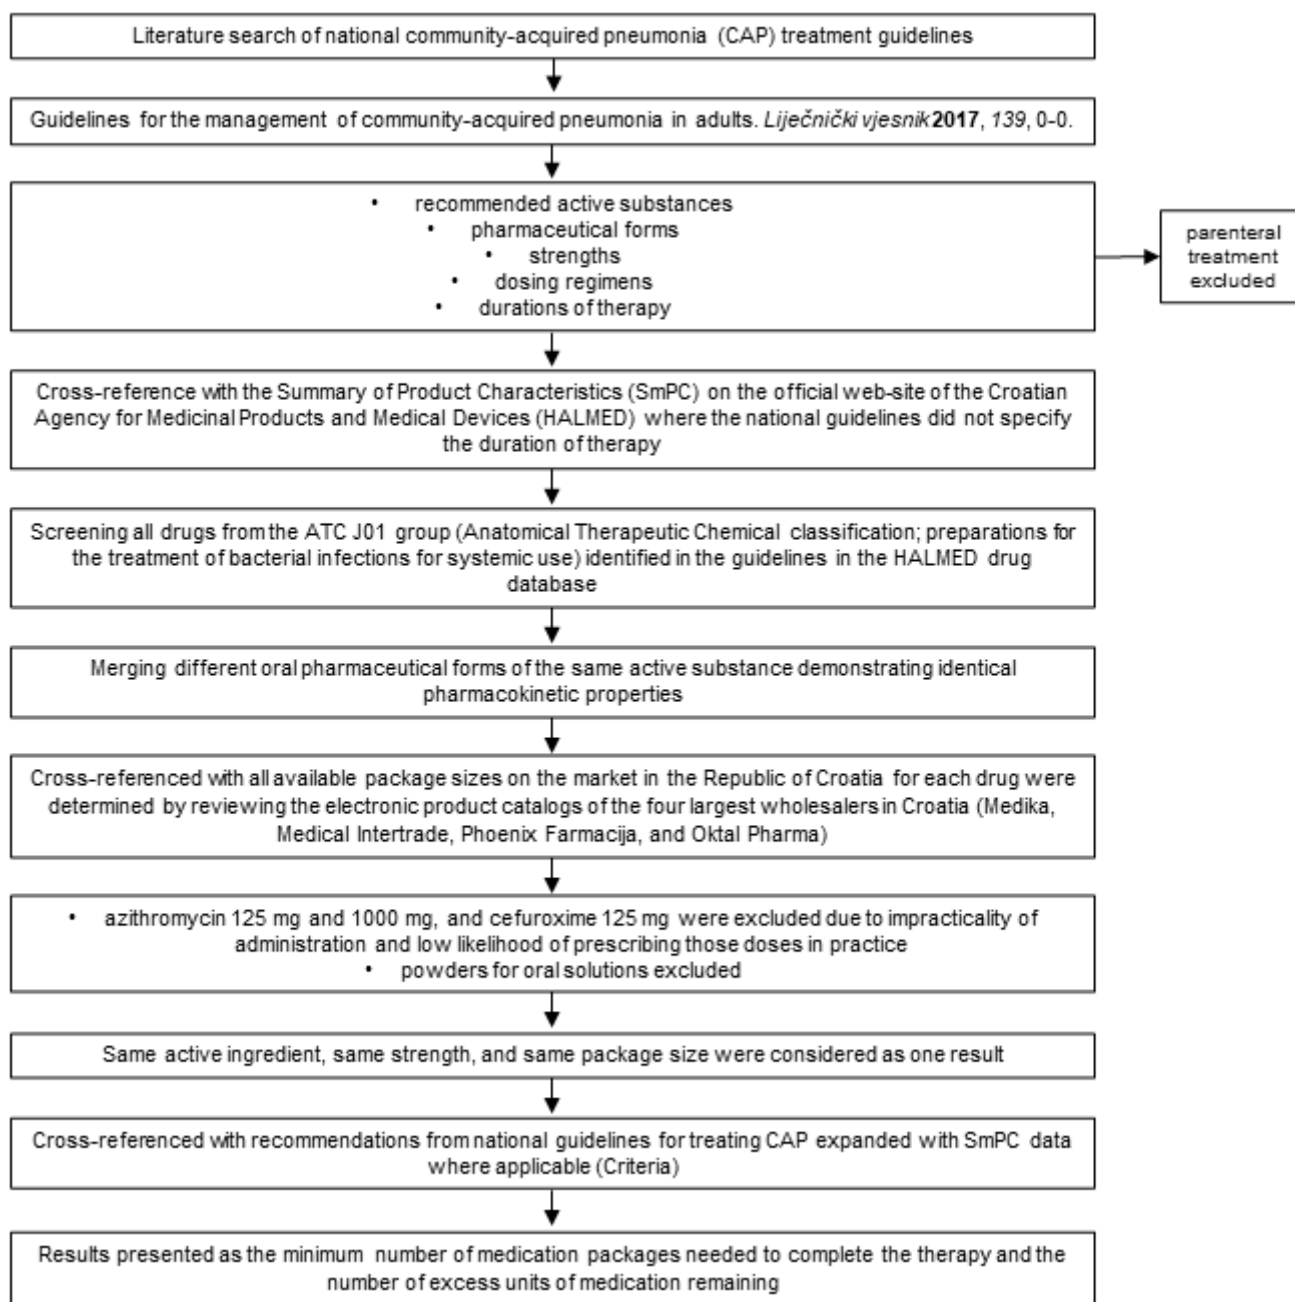 Literature search of national community-acquired pneumonia (CAP) treatment guidelines
Guidelines for the management of community-acquired pneumonia in adults. Liječnički vjesnik 2017, 139, 0-0.
• recommended active substances
• pharmaceutical forms
• strengths
• dosing regimens
• durations of therapy
parenteral
treatment
excluded
Cross-reference with the Summary of Product Characteristics (SmPC) on the official web-site of the Croatian
Agency for Medicinal Products and Medical Devices (HALMED) where the national guidelines did not specify
the duration of therapy
Screening all drugs from the ATC J01 group (Anatomical Therapeutic Chemical classification; preparations for
the treatment of bacterial infections for systemic use) identified in the guidelines in the HALMED drug
database
Merging different oral pharmaceutical forms of the same active substance demonstrating identical
pharmacokinetic properties
Cross-referenced with all available package sizes on the market in the Republic of Croatia for each drug were
determined by reviewing the electronic product catalogs of the four largest wholesalers in Croatia (Medika,
Medical Intertrade, Phoenix Farmacija, and Oktal Pharma)
• azithromycin 125 mg and 1000 mg, and cefuroxime 125 mg were excluded due to impracticality of
administration and low likelihood of prescribing those doses in practice
• powders for oral solutions excluded
Same active ingredient, same strength, and same package size were considered as one result
Cross-referenced with recommendations from national guidelines for treating CAP expanded with SmPC data
where applicable (Criteria)
Results presented as the minimum number of medication packages needed to complete the therapy and the
number of excess units of medication remaining